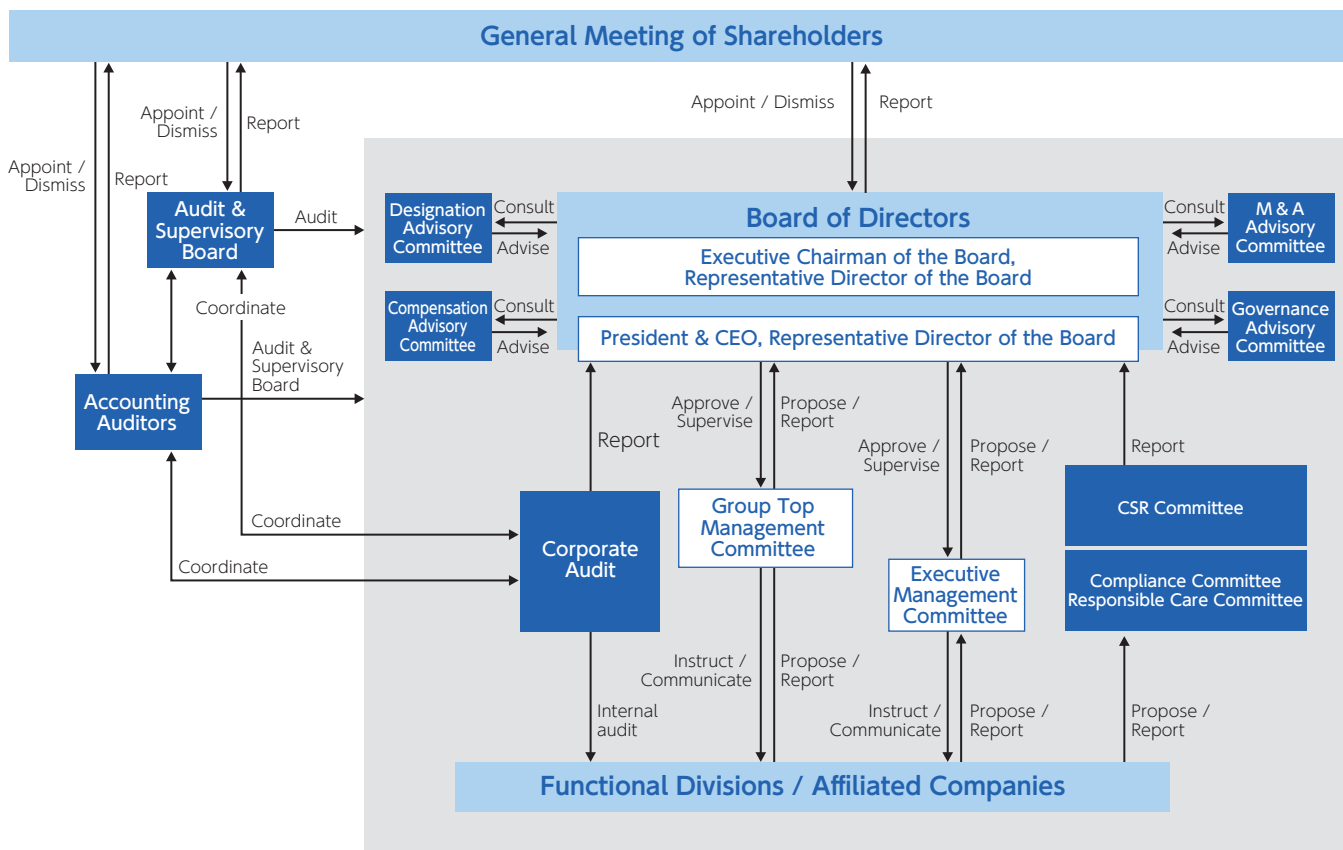 General Meeting of Shareholders
Appoint /
Dismiss
Report
Appoint /
Dismiss
Report
Appoint / Dismiss
Report
Audit &
Supervisory
Board
Audit
Coordinate
Audit &
Supervisory
Board
Accounting
Auditors
Coordinate
Coordinate
Designation
Advisory
Committee
Consult
Advise
Compensation
Advisory
Committee
Consult
Advise
Board of Directors
Executive Chairman of the Board,
Representative Director of the Board
President & CEO, Representative Director of the Board
Consult
Advise
M & A
Advisory
Committee
Consult
Advise
Governance
Advisory
Committee
Report
Approve /
Supervise
Propose /
Report
Approve /
Supervise
Propose /
Report
Report
Corporate
Audit
Group Top
Management
Committee
Executive
Management
Committee
CSR Committee
Compliance Committee
Responsible Care Committee
Internal
audit
Instruct /
Communicate
Propose /
Report
Instruct /
Communicate
Propose /
Report
Propose /
Report
Functional Divisions / Affiliated Companies